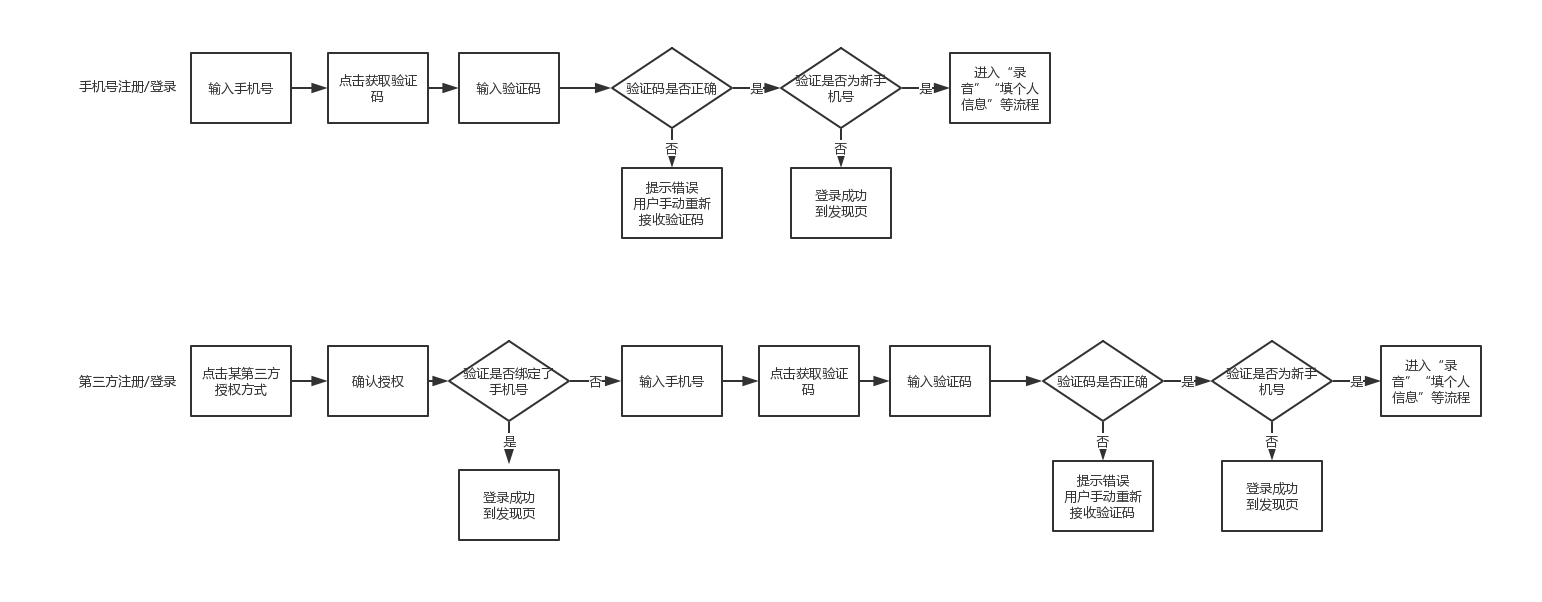 手机号注册/登录
输入手机号
点击获取验证
码
输入验证码
验证码是否正确
是
验证是否为新手
机号
是
进入“录
音”“填个人
信息”等流程
否
提示错误
用户手动重新
接收验证码
否
登录成功
到发现页
第三方注册/登录
点击某第三方
授权方式
确认授权
验证是否绑定了
手机号
否
输入手机号
点击获取验证
码
输入验证码
验证码是否正确
是
验证是否为新手
机号
是
进入“录
音”“填个人
信息”等流程
是
登录成功
到发现页
否
提示错误
用户手动重新
接收验证码
否
登录成功
到发现页